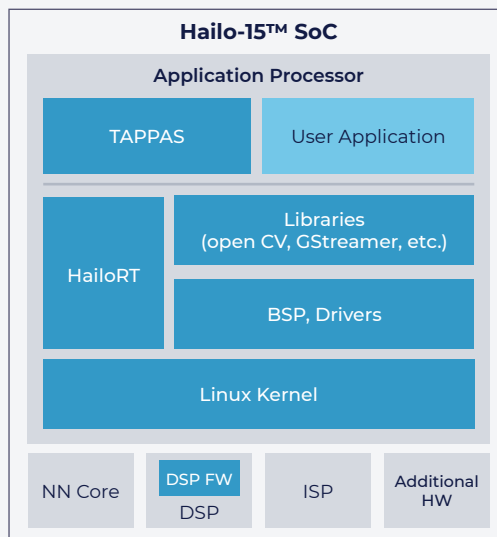 Hailo-15™ SoC
Application Processor
TAPPAS
User Application
HailoRT
Libraries
(open CV, GStreamer, etc.)
BSP, Drivers
Linux Kernel
NN Core
DSP FW
DSP
ISP
Additional
HW